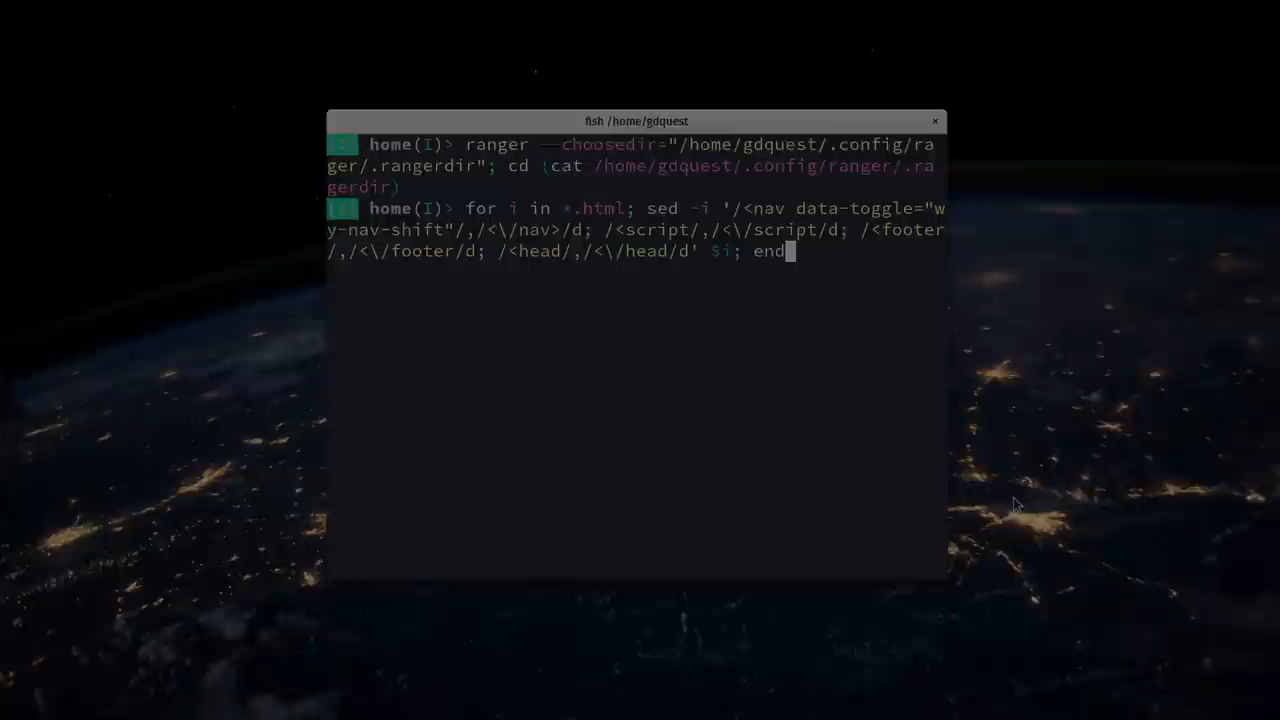 fish /home/gdquest
×
[I] home(I)> ranger —choosedir="/home/gdquest/.config/ra
ger/.rangerdir"; cd (cat /home/gdquest/.config/ranger/.ra
gerdir)
[I] home(I)> for i in *.html; sed -i '/<nav data-toggle="w
y-nav-shift"/,/<\/nav>/d; /<script/,/<\/script/d; /<footer
/,/<\/footer/d; /<head/,/<\/head/d' $i; end